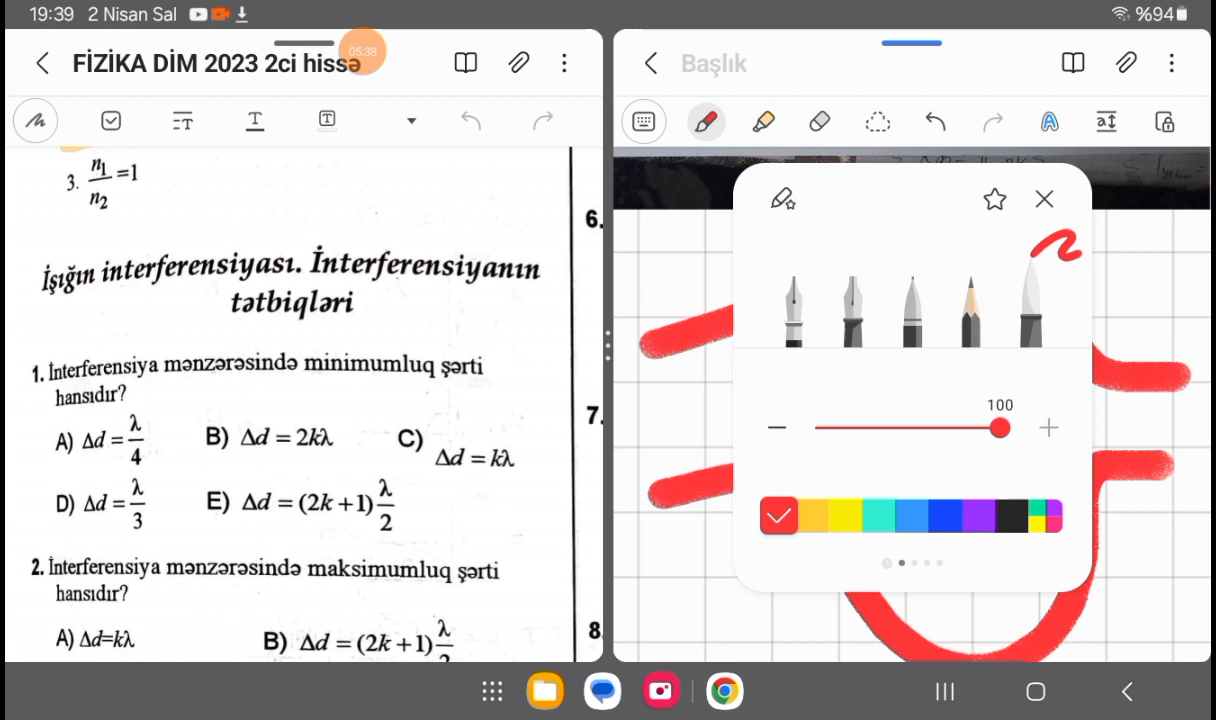 19:39 2 Nisan Sal
%94
FİZİKA DİM 2023 2ci hissə
05:38
3. n₁/n₂ =1
6.
İşığın interferensiyası. İnterferensiyanın
tətbiqləri
1. İnterferensiya mənzərəsində minimumluq şərti
hansıdır?
A) Δd = λ/4 B) Δd = 2kλ C) Δd = kλ
7.
D) Δd = λ/3 E) Δd = (2k+1) λ/2
2. İnterferensiya mənzərəsində maksimumluq şərti
hansıdır?
A) Δd=kλ B) Δd = (2k+1) λ/2
8
Başlık
100